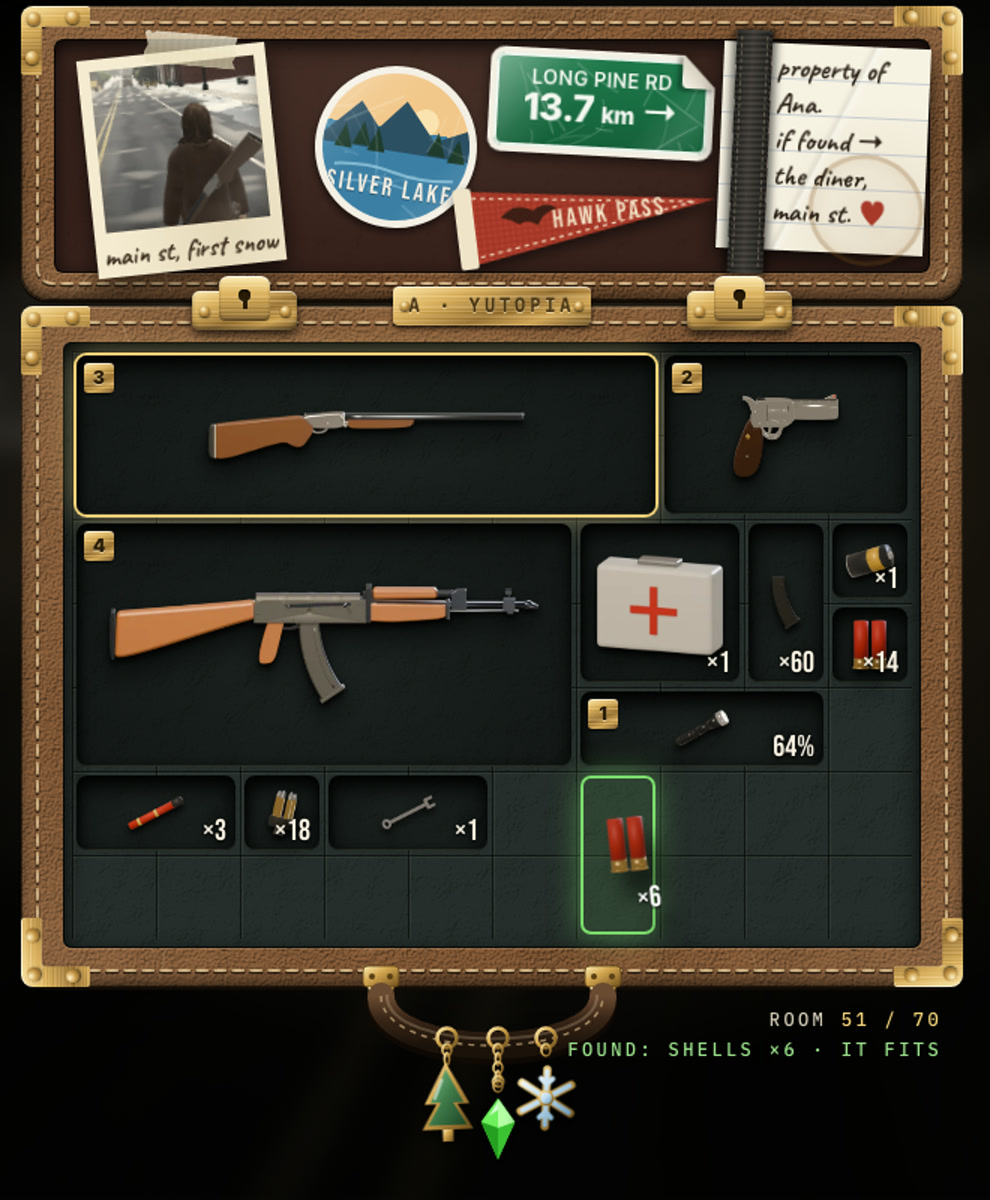 main st, first snow
SILVER LAKE
LONG PINE RD
13.7 km →
HAWK PASS
property of
Ana.
if found →
the diner,
main st. ♥
A · YUTOPIA
3
2
4
×1
×60
×1
×14
1
64%
×3
×18
×1
×6
ROOM 51 / 70
FOUND: SHELLS ×6 · IT FITS